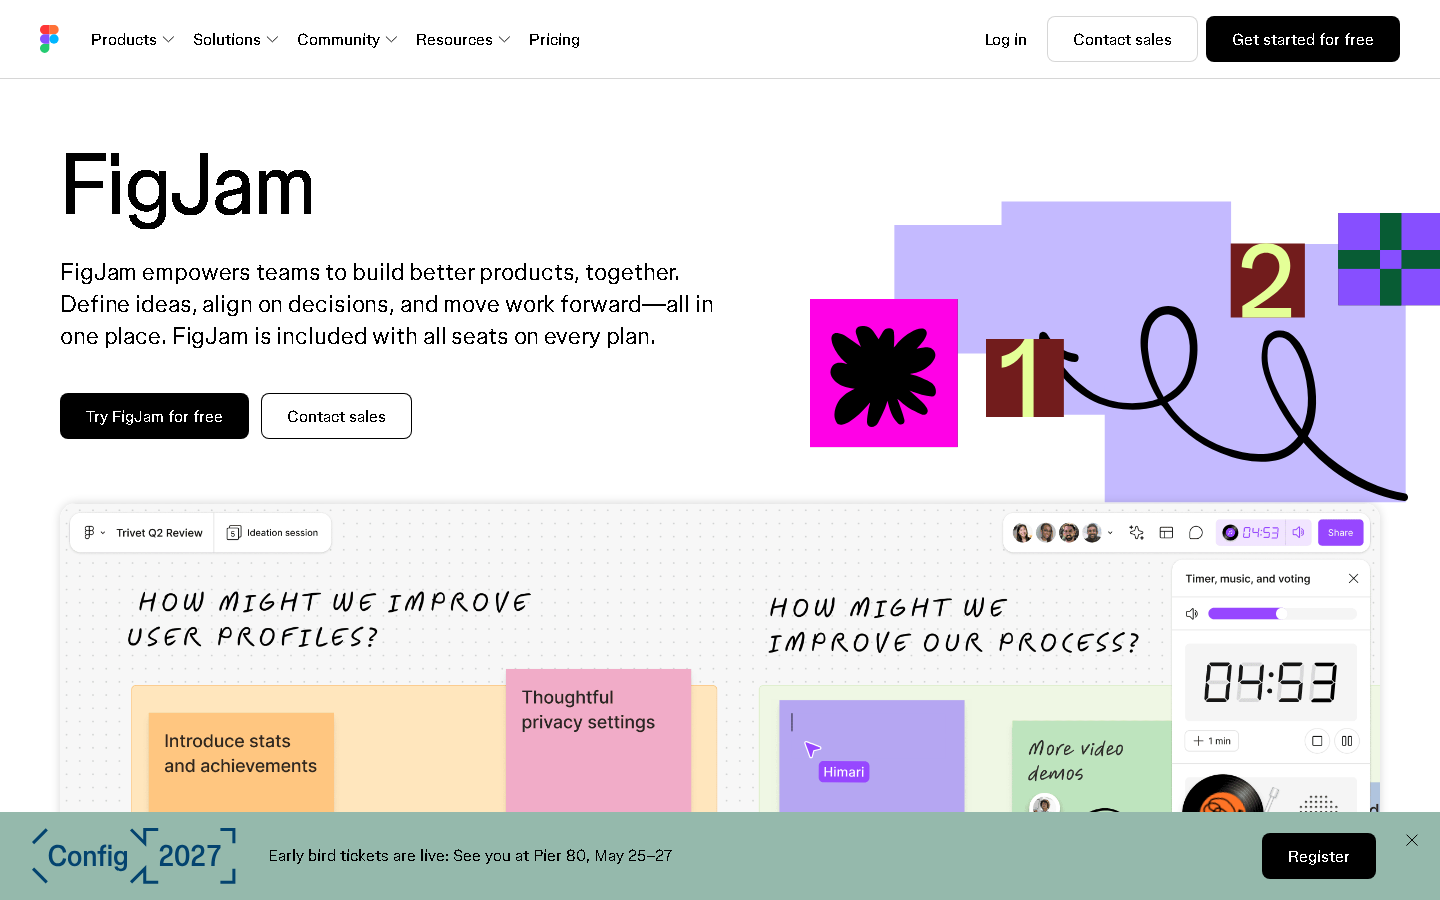 Products
Solutions
Community
Resources
Pricing
Log in
Contact sales
Get started for free
FigJam
FigJam empowers teams to build better products, together.
Define ideas, align on decisions, and move work forward—all in
one place. FigJam is included with all seats on every plan.
Try FigJam for free
Contact sales
1
2
Trivet Q2 Review
5
Ideation session
04:53
Share
HOW MIGHT WE IMPROVE
USER PROFILES?
HOW MIGHT WE
IMPROVE OUR PROCESS?
Timer, music, and voting
04:53
1 min
Introduce stats
and achievements
Thoughtful
privacy settings
Himari
More video
demos
Config 2027
Early bird tickets are live: See you at Pier 80, May 25–27
Register